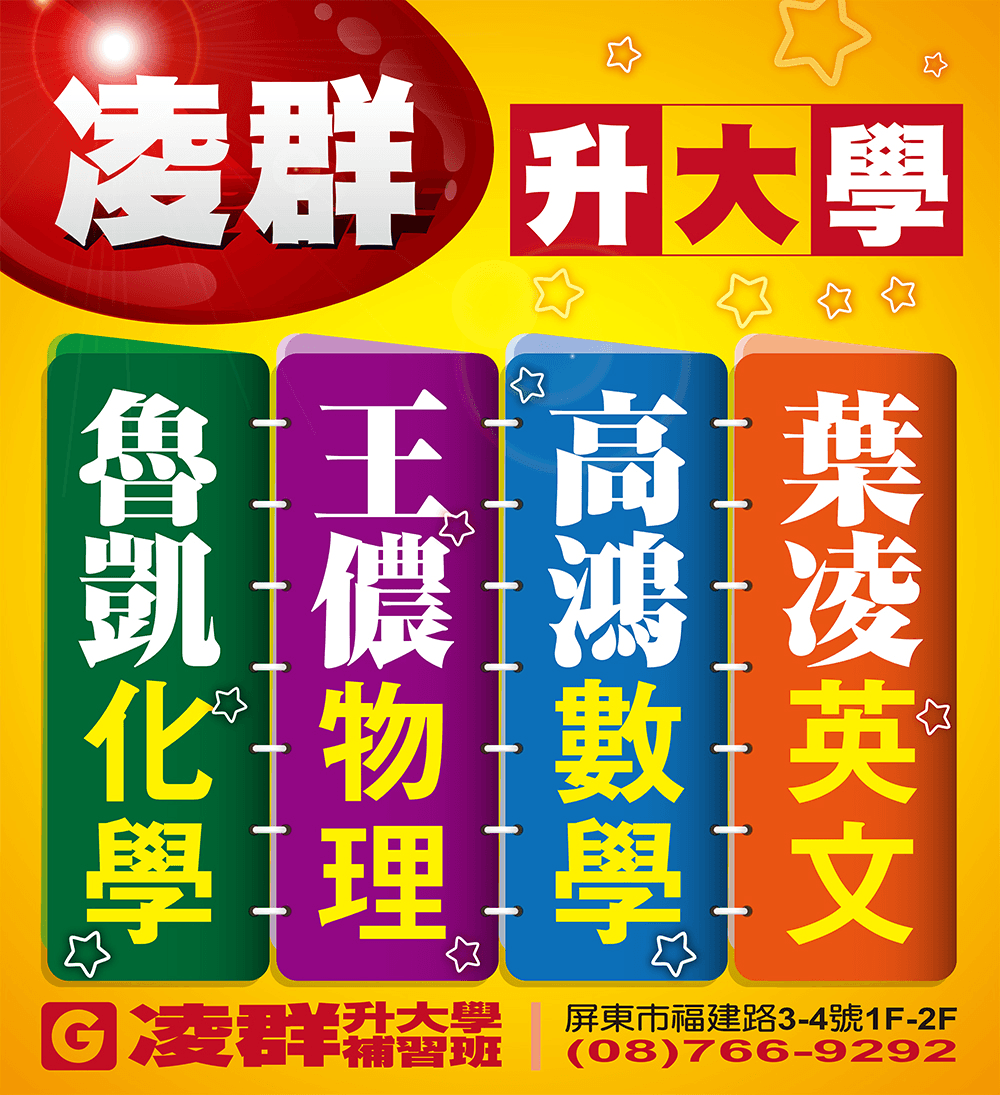 凌群
升大學
葉凌英文
高鴻數學
王儂物理
魯凱化學
G 凌群升大學補習班
屏東市福建路3-4號1F-2F
(08)766-9292